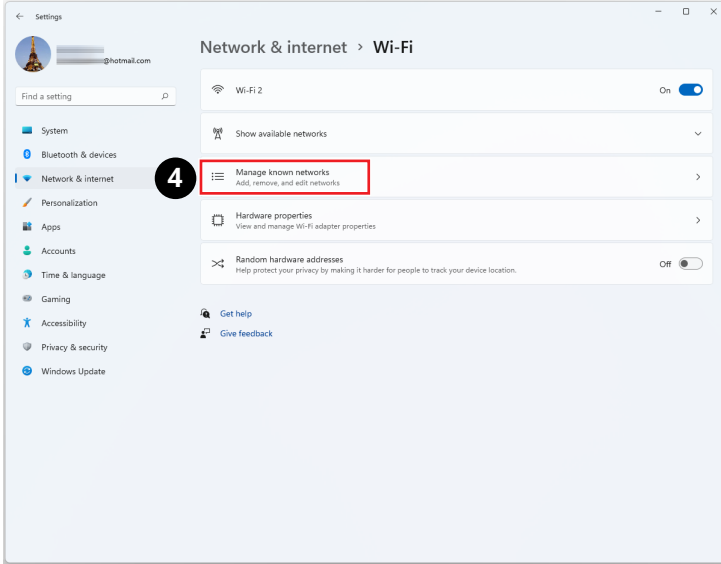 Settings
@hotmail.com
Find a setting
System
Bluetooth & devices
Network & internet
Personalization
Apps
Accounts
Time & language
Gaming
Accessibility
Privacy & security
Windows Update
Network & internet > Wi-Fi
Wi-Fi 2
On
Show available networks
4
Manage known networks
Add, remove, and edit networks
Hardware properties
View and manage Wi-Fi adapter properties
Random hardware addresses
Help protect your privacy by making it harder for people to track your device location.
Off
Get help
Give feedback